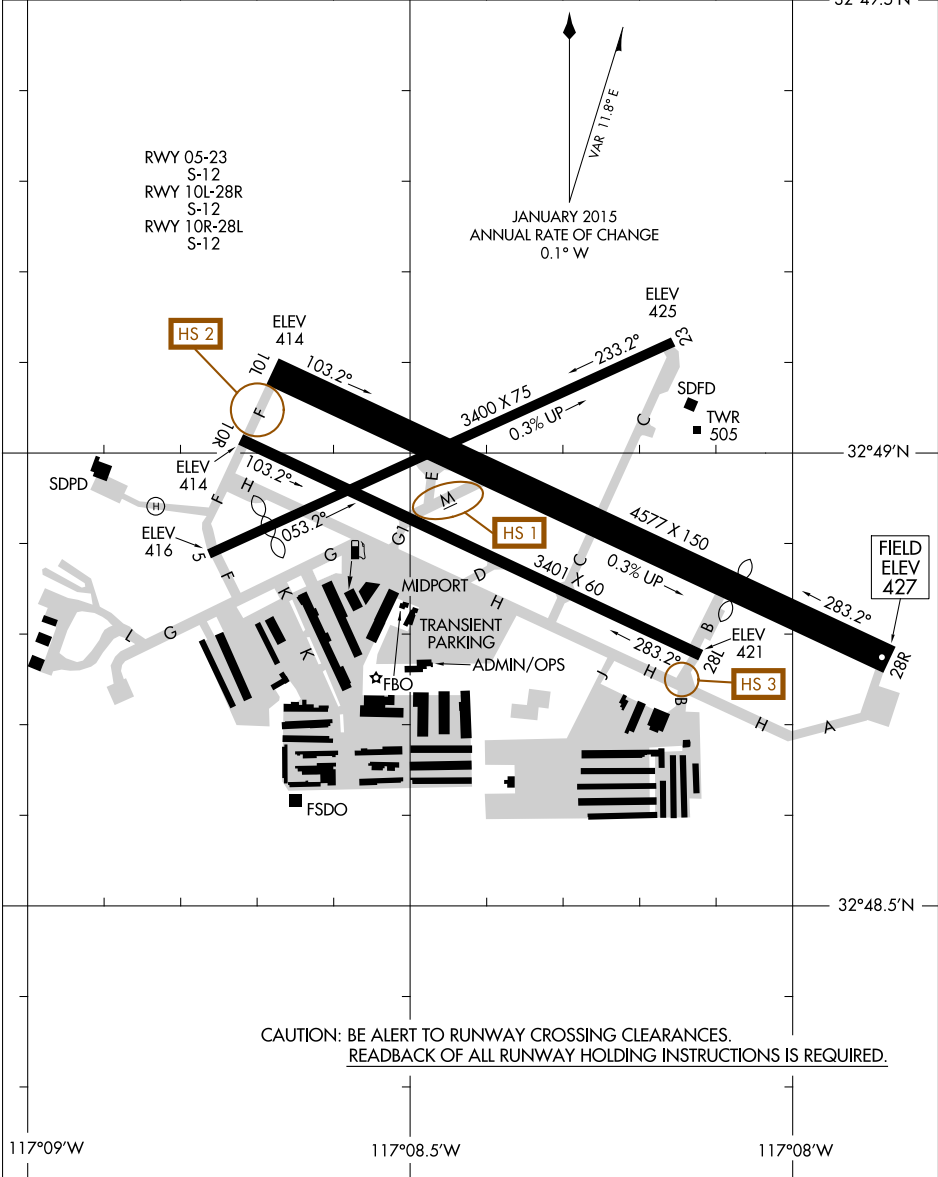 32°47.5'N
VAR 11.8° E
RWY 05-23
S-12
RWY 10L-28R
S-12
RWY 10R-28L
S-12
JANUARY 2015
ANNUAL RATE OF CHANGE
0.1° W
ELEV
425
HS 2
ELEV
414
23
10L
103.2°
233.2°
SDFD
3400 X 75
0.3% UP
TWR
505
F
C
10R
32°49'N
ELEV
414
103.2°
SDPD
E
H
F
M
H
4577 X 150
ELEV
416
053.2°
G1
HS 1
FIELD
ELEV
427
5
G
C
0.3% UP
F
D
3401 X 60
MIDPORT
H
K
283.2°
TRANSIENT
PARKING
B
L
G
ELEV
421
283.2°
K
ADMIN/OPS
28L
28R
H
J
FBO
HS 3
B
H
A
FSDO
32°48.5'N
CAUTION: BE ALERT TO RUNWAY CROSSING CLEARANCES.
READBACK OF ALL RUNWAY HOLDING INSTRUCTIONS IS REQUIRED.
117°09'W
117°08.5'W
117°08'W